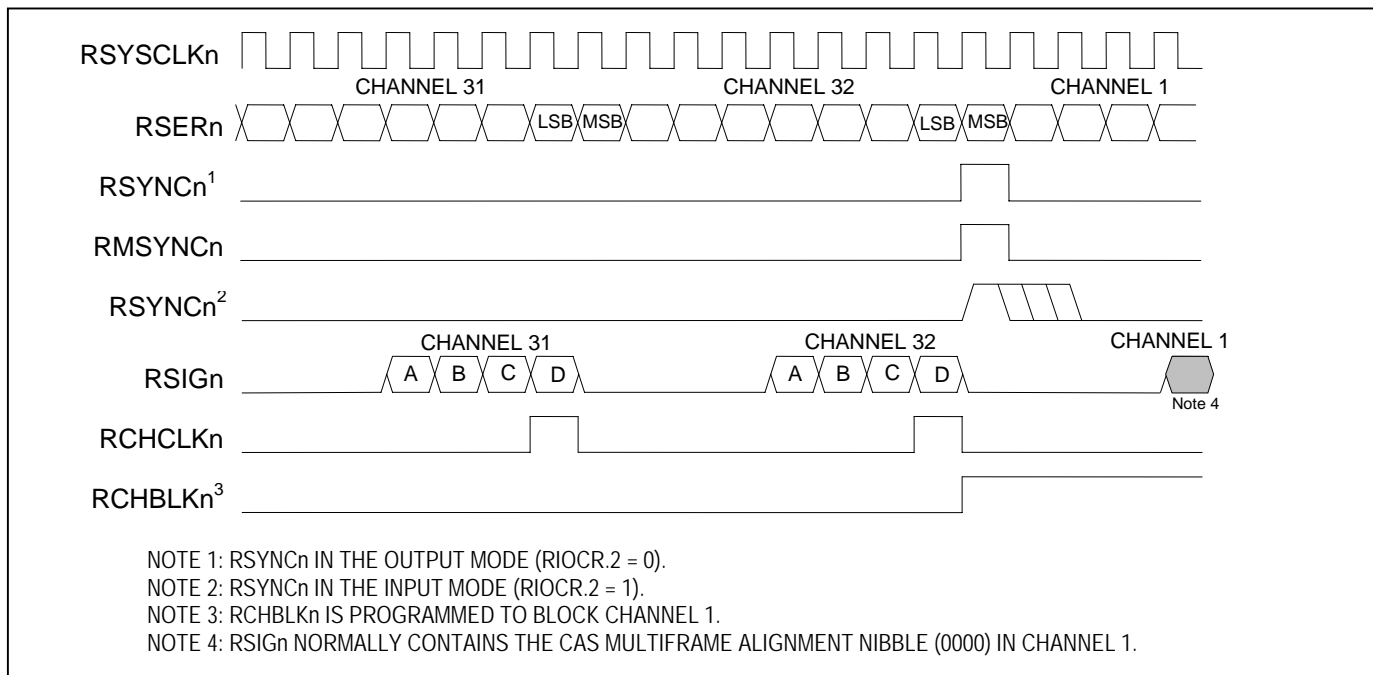 RSYSCLKn
CHANNEL 31 CHANNEL 32 CHANNEL 1
RSERn LSB MSB LSB MSB
RSYNCn¹
RMSYNCn
RSYNCn²
CHANNEL 31 CHANNEL 32 CHANNEL 1
RSIGn A B C D A B C D
Note 4
RCHCLKn
RCHBLKn³
NOTE 1: RSYNCn IN THE OUTPUT MODE (RIOCR.2 = 0).
NOTE 2: RSYNCn IN THE INPUT MODE (RIOCR.2 = 1).
NOTE 3: RCHBLKn IS PROGRAMMED TO BLOCK CHANNEL 1.
NOTE 4: RSIGn NORMALLY CONTAINS THE CAS MULTIFRAME ALIGNMENT NIBBLE (0000) IN CHANNEL 1.